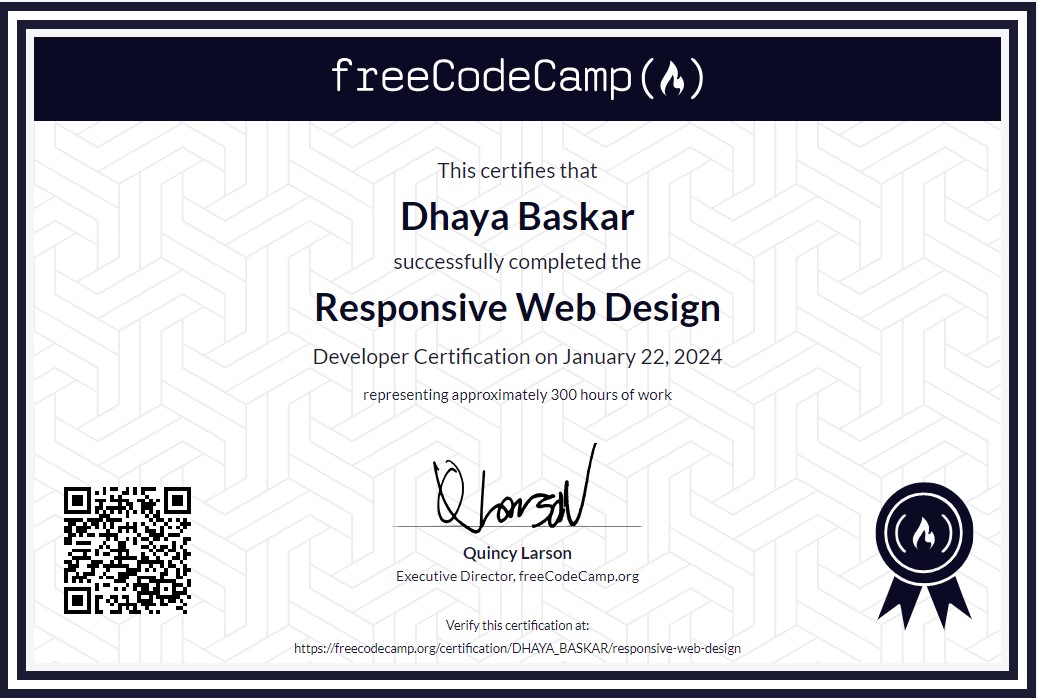 freeCodeCamp(🔥)
This certifies that
Dhaya Baskar
successfully completed the
Responsive Web Design
Developer Certification on January 22, 2024
representing approximately 300 hours of work
Q Larson
Quincy Larson
Executive Director, freeCodeCamp.org
Verify this certification at:
https://freecodecamp.org/certification/DHAYA_BASKAR/responsive-web-design